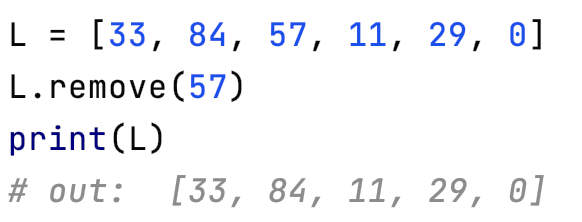 L = [33, 84, 57, 11, 29, 0]
L.remove(57)
print(L)
# out:  [33, 84, 11, 29, 0]